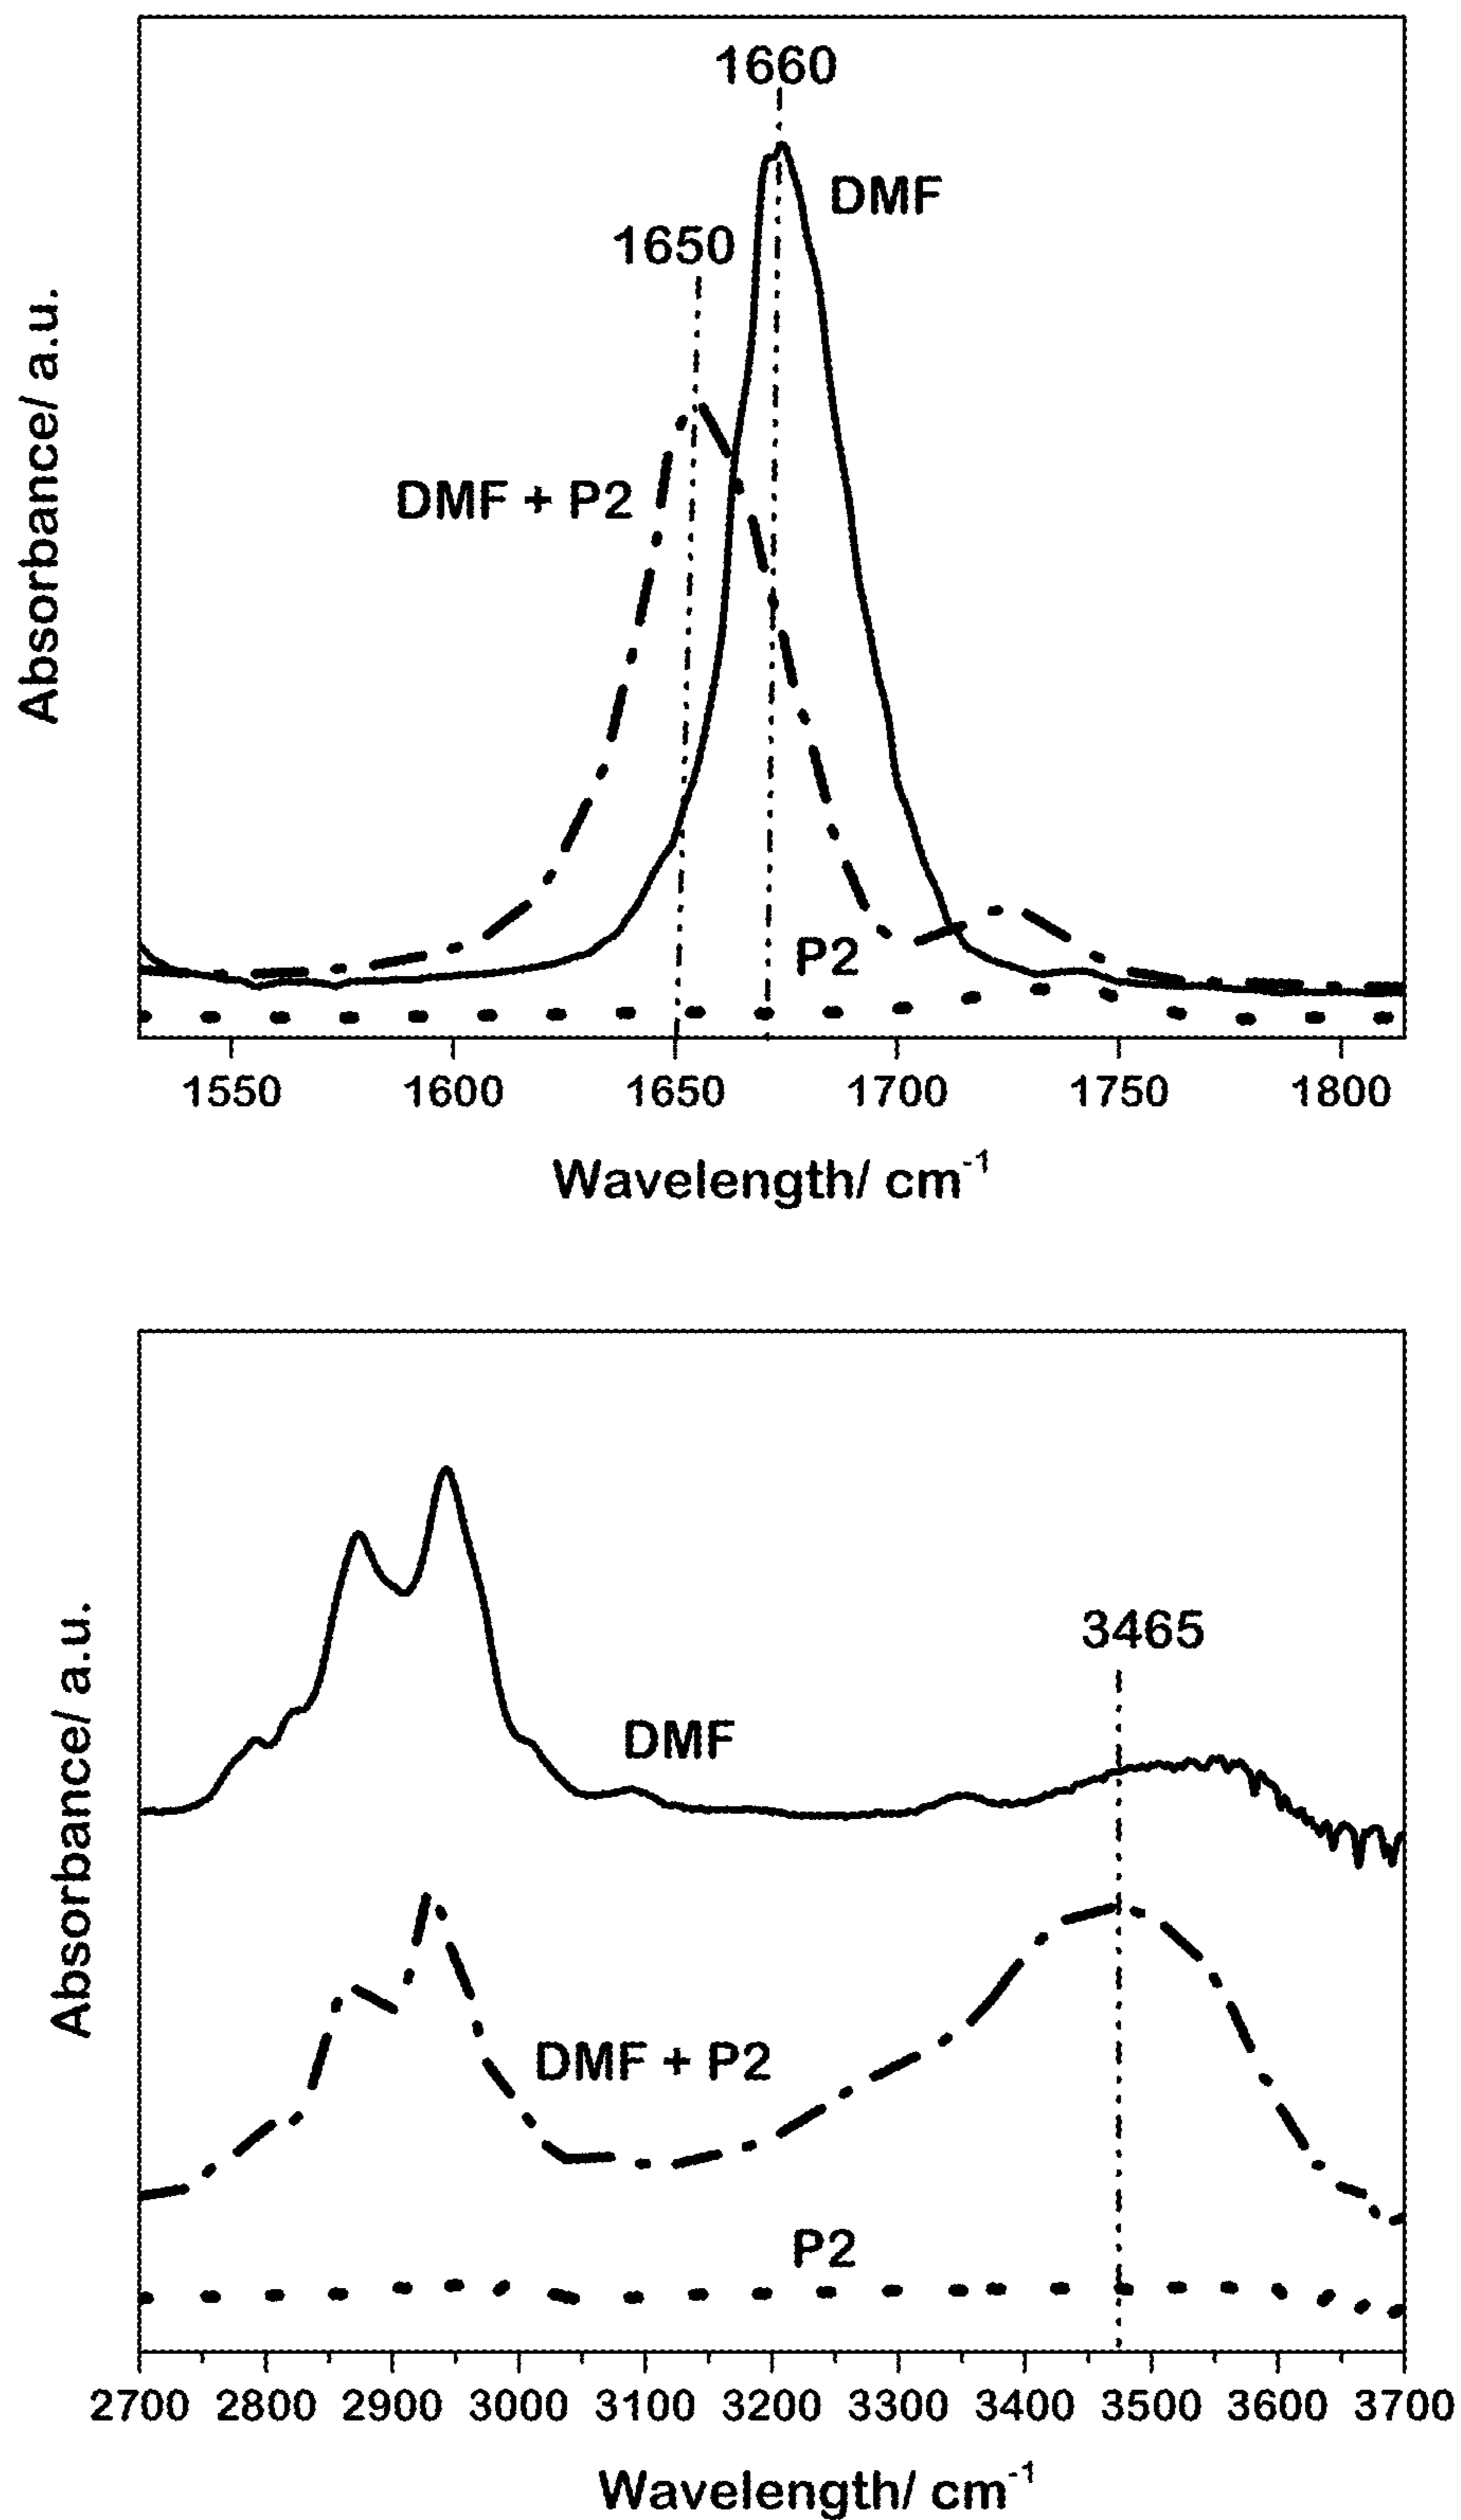 1660
DMF
1650
DMF + P2
P2
Absorbance/ a.u.
1550 1600 1650 1700 1750 1800
Wavelength/ cm⁻¹
3465
DMF
DMF + P2
P2
Absorbance/ a.u.
2700 2800 2900 3000 3100 3200 3300 3400 3500 3600 3700
Wavelength/ cm⁻¹